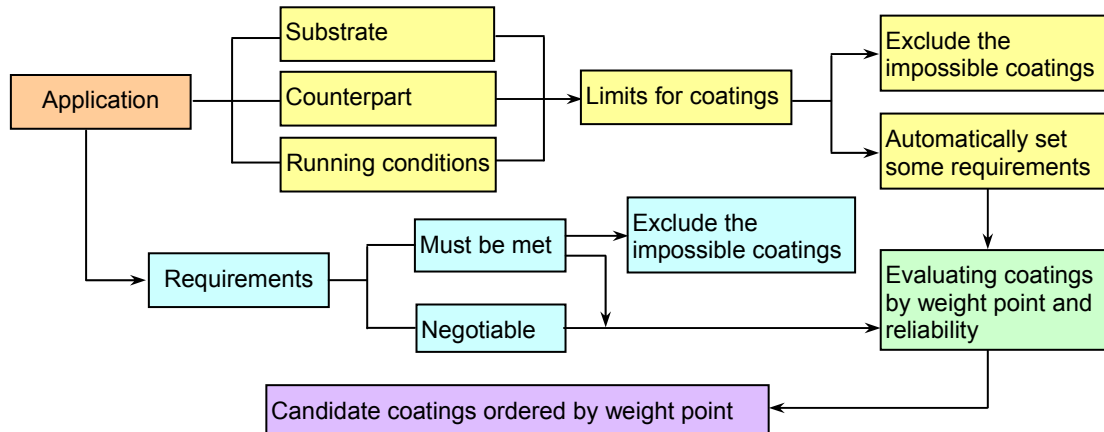 Application
Substrate
Counterpart
Running conditions
Limits for coatings
Exclude the
impossible coatings
Automatically set
some requirements
Requirements
Must be met
Negotiable
Exclude the
impossible coatings
Evaluating coatings
by weight point and
reliability
Candidate coatings ordered by weight point